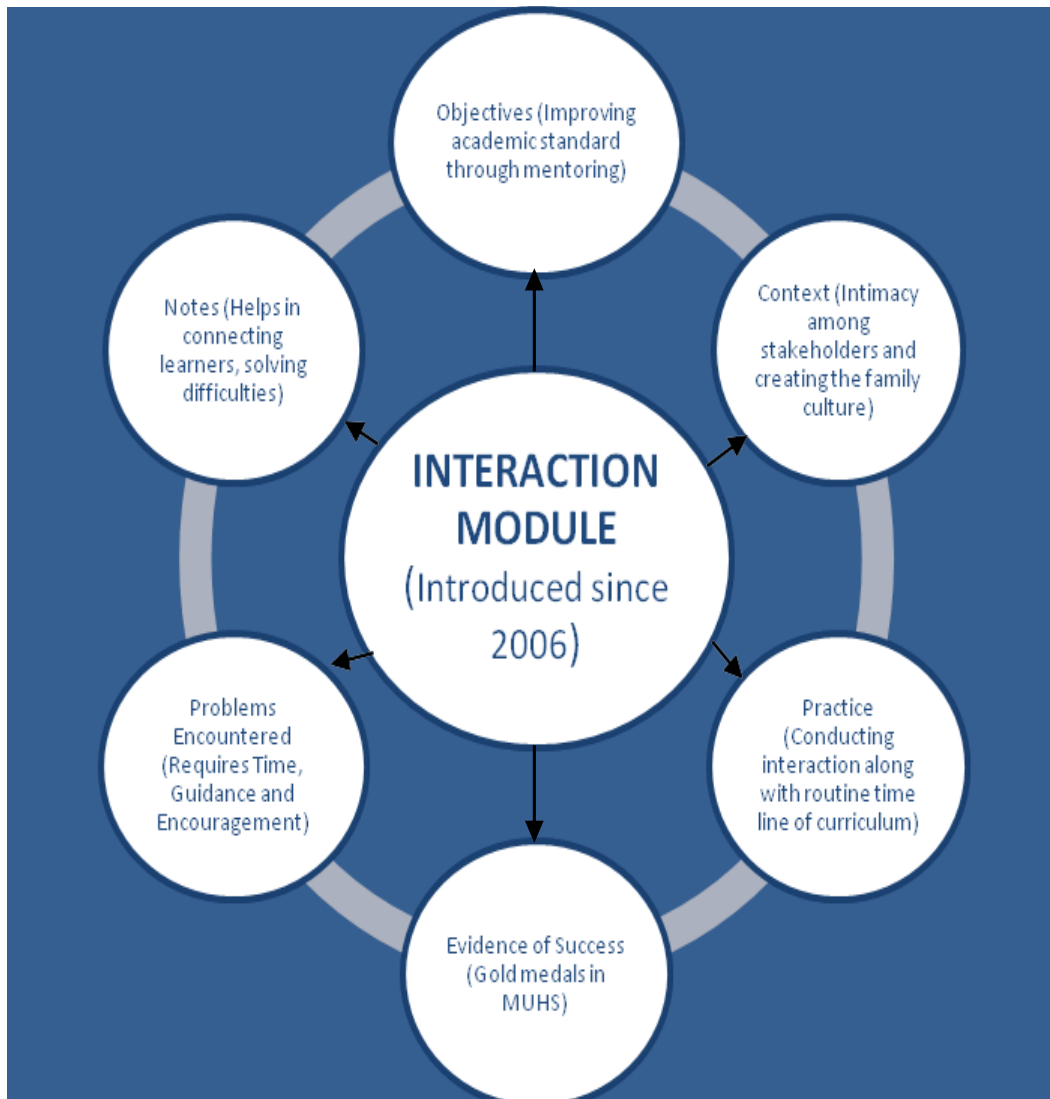 Objectives (Improving
academic standard
through mentoring)
Context (Intimacy
among
stakeholders and
creating the family
culture)
Practice
(Conducting
interaction along
with routine time
line of curriculum)
Evidence of Success
(Gold medals in
MUHS)
Problems
Encountered
(Requires Time,
Guidance and
Encouragement)
Notes (Helps in
connecting
learners, solving
difficulties)
INTERACTION
MODULE
(Introduced since
2006)